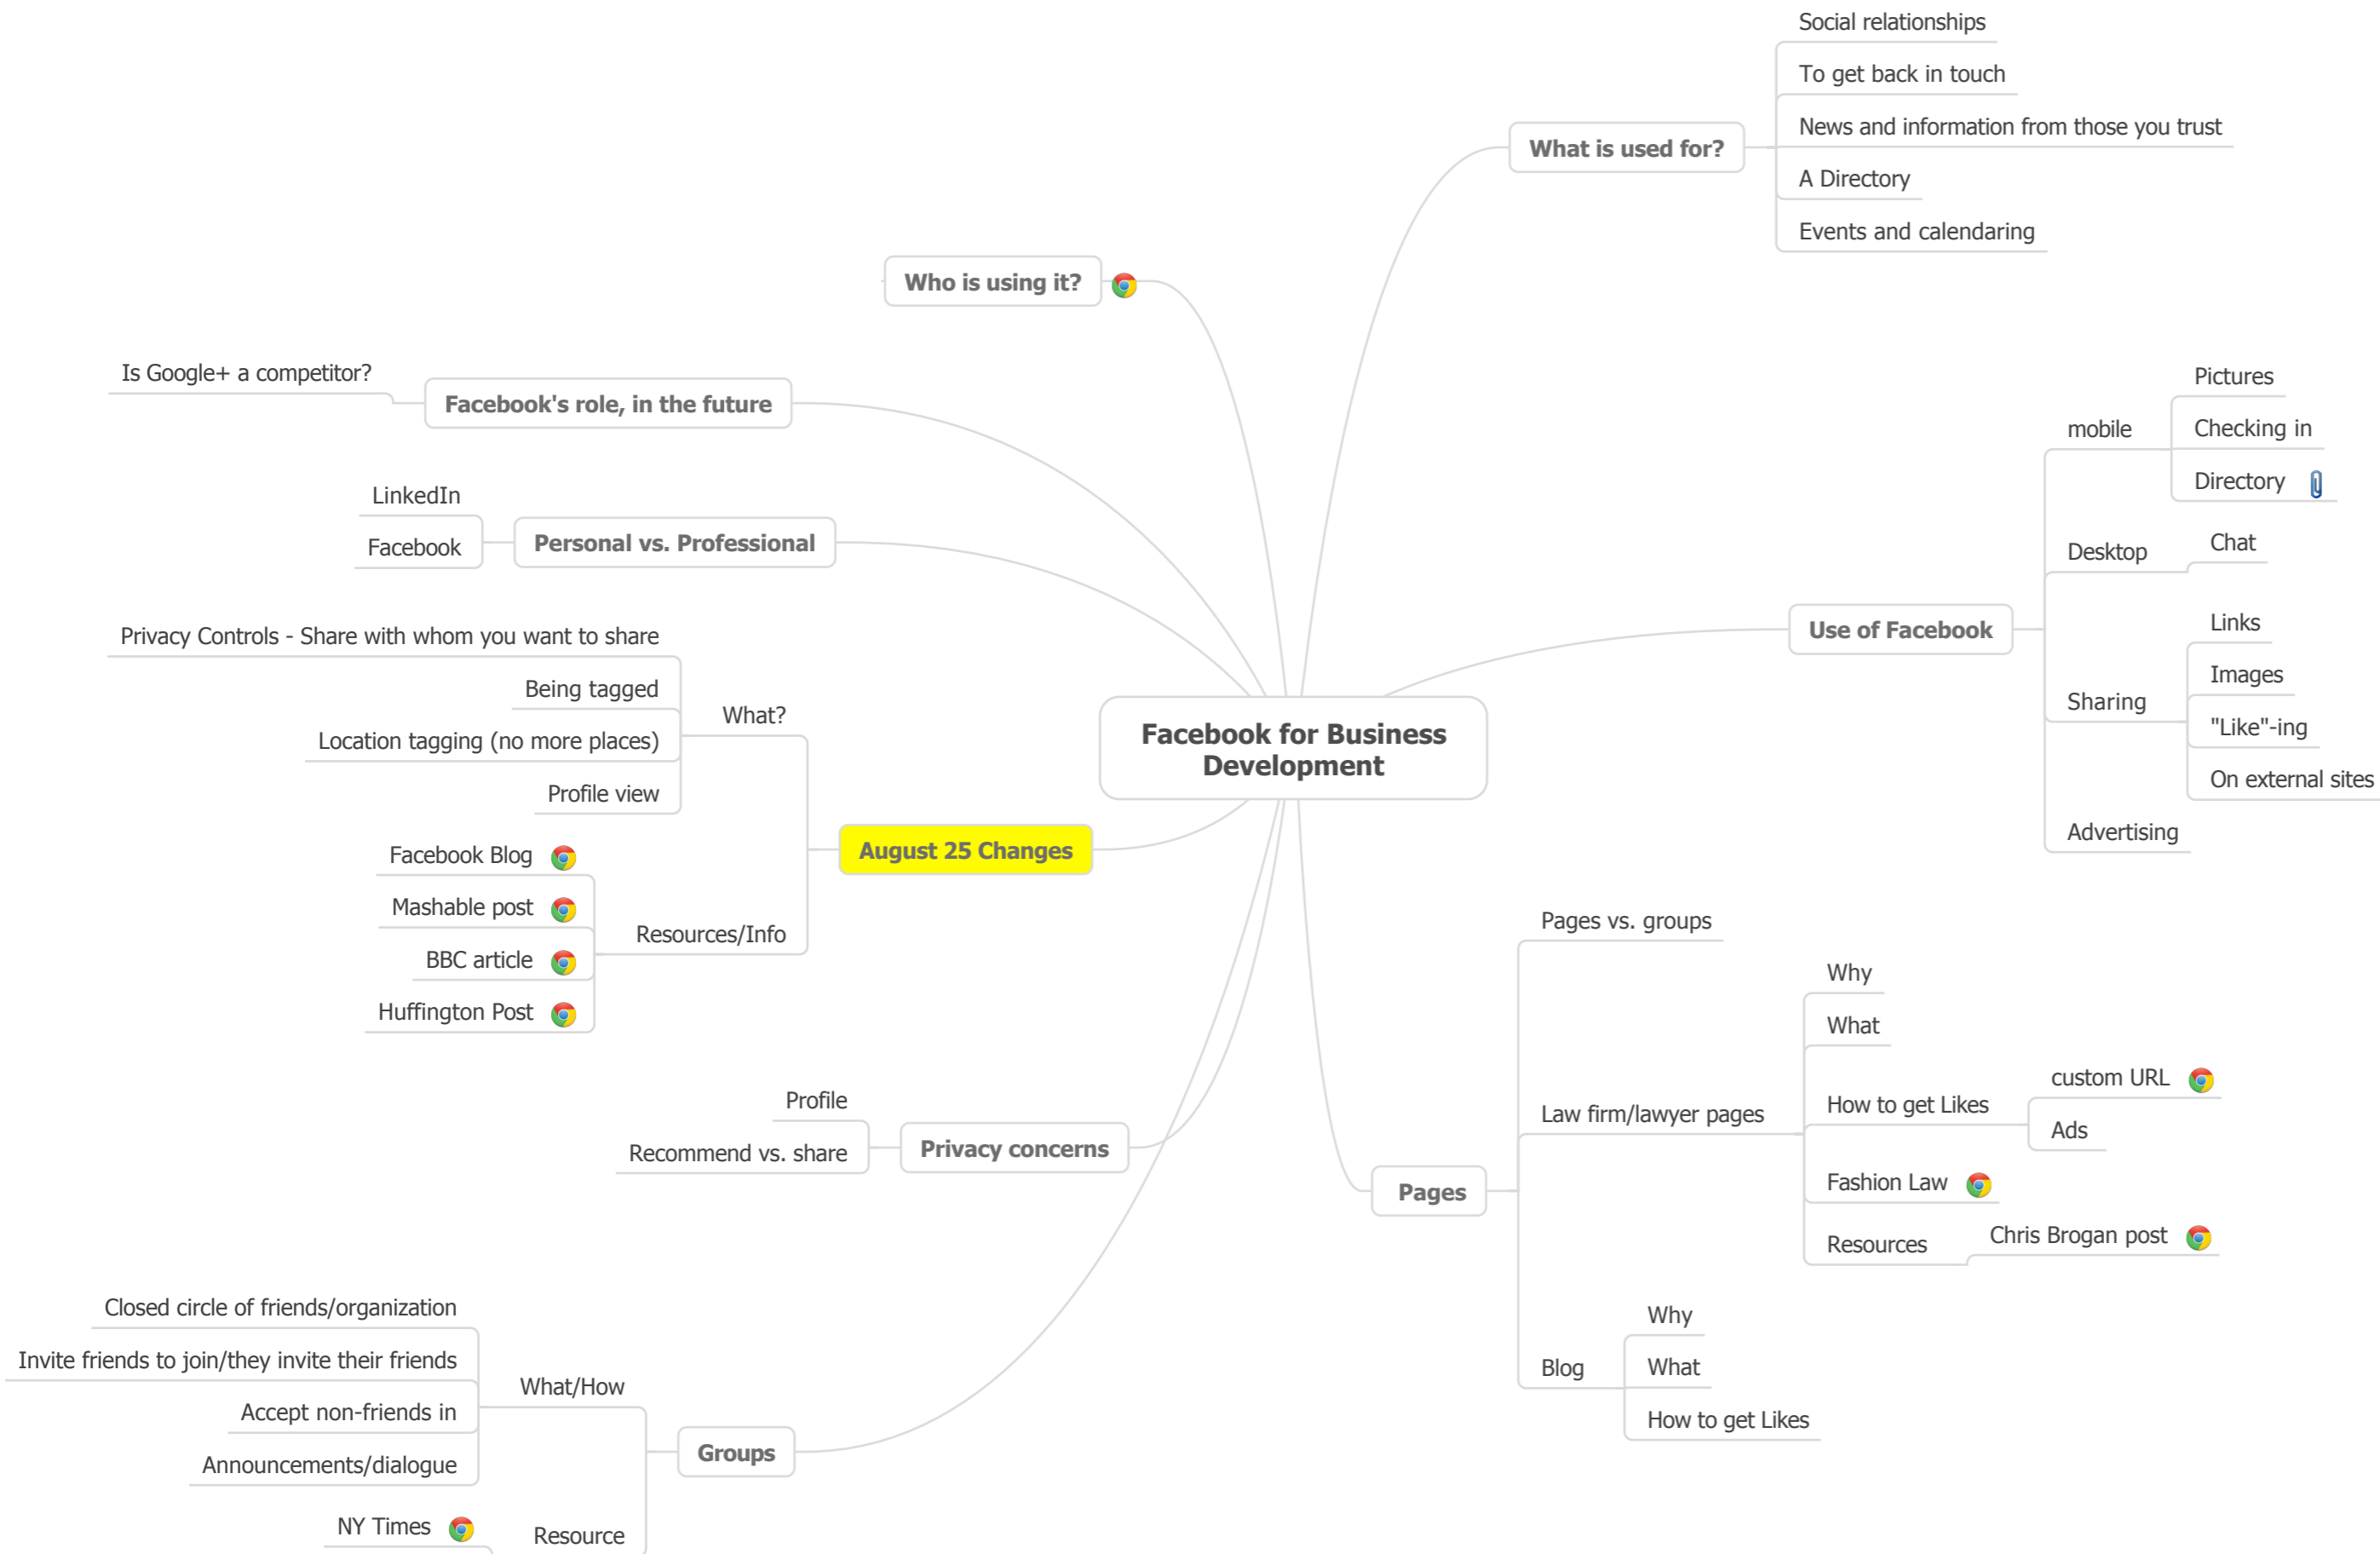 Facebook for Business
Development
What is used for?
Social relationships
To get back in touch
News and information from those you trust
A Directory
Events and calendaring
Use of Facebook
mobile
Pictures
Checking in
Directory
Desktop
Chat
Sharing
Links
Images
"Like"-ing
On external sites
Advertising
Pages
Pages vs. groups
Law firm/lawyer pages
Why
What
How to get Likes
custom URL
Ads
Fashion Law
Resources
Chris Brogan post
Blog
Why
What
How to get Likes
Who is using it?
Facebook's role, in the future
Is Google+ a competitor?
Personal vs. Professional
LinkedIn
Facebook
August 25 Changes
What?
Privacy Controls - Share with whom you want to share
Being tagged
Location tagging (no more places)
Profile view
Resources/Info
Facebook Blog
Mashable post
BBC article
Huffington Post
Privacy concerns
Profile
Recommend vs. share
Groups
What/How
Closed circle of friends/organization
Invite friends to join/they invite their friends
Accept non-friends in
Announcements/dialogue
Resource
NY Times